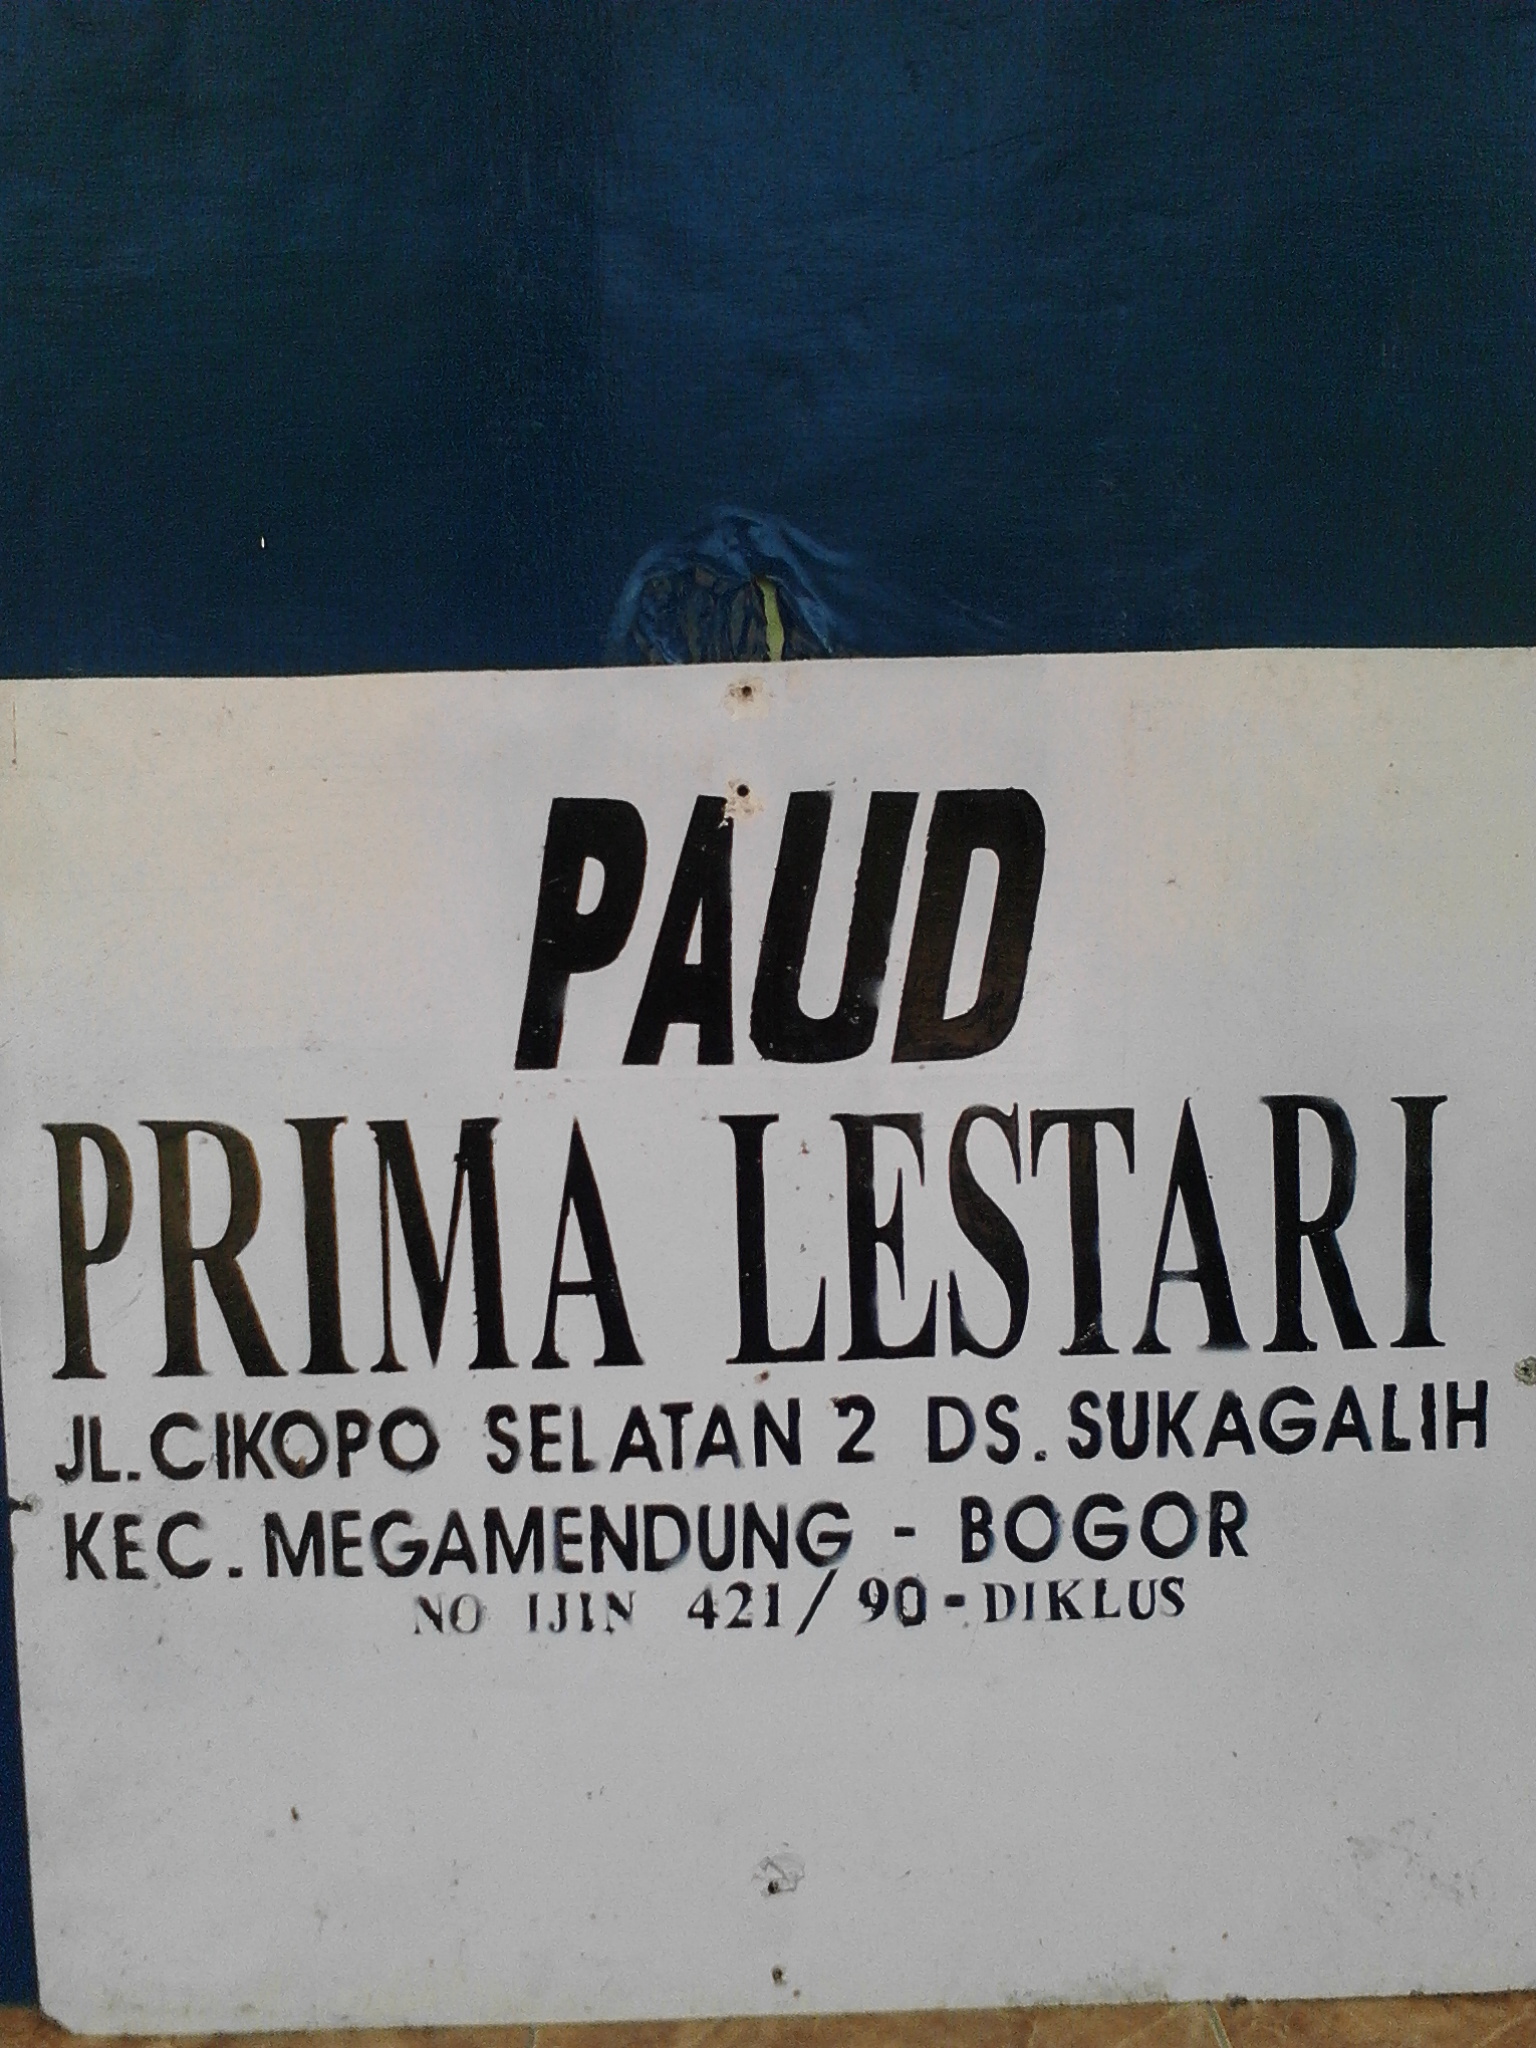 PAUD
PRIMA LESTARI
JL.CIKOPO SELATAN 2 DS. SUKAGALIH
KEC. MEGAMENDUNG - BOGOR
NO IJIN 421/90-DIKLUS